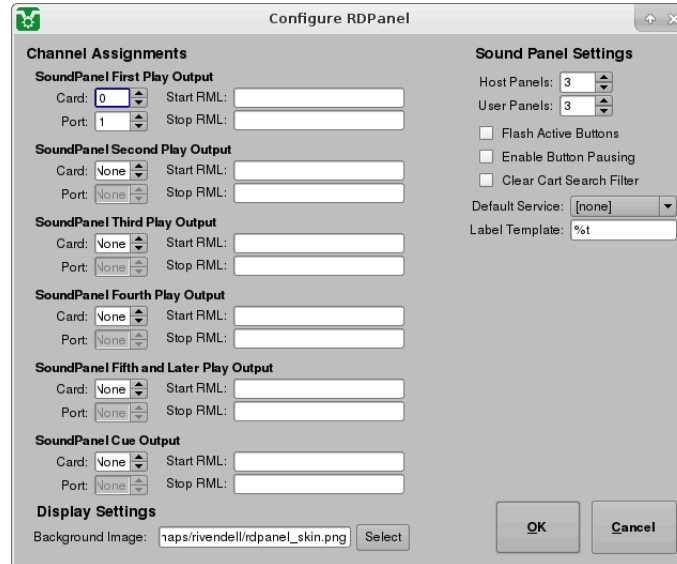 Configure RDPanel
Channel Assignments
SoundPanel First Play Output
Card: 0 Start RML:
Port: 1 Stop RML:
SoundPanel Second Play Output
Card: None Start RML:
Port: None Stop RML:
SoundPanel Third Play Output
Card: None Start RML:
Port: None Stop RML:
SoundPanel Fourth Play Output
Card: None Start RML:
Port: None Stop RML:
SoundPanel Fifth and Later Play Output
Card: None Start RML:
Port: None Stop RML:
SoundPanel Cue Output
Card: None Start RML:
Port: None Stop RML:
Display Settings
Background Image: naps/rivendell/rdpanel_skin.png Select
Sound Panel Settings
Host Panels: 3
User Panels: 3
Flash Active Buttons
Enable Button Pausing
Clear Cart Search Filter
Default Service: [none]
Label Template: %t
OK Cancel